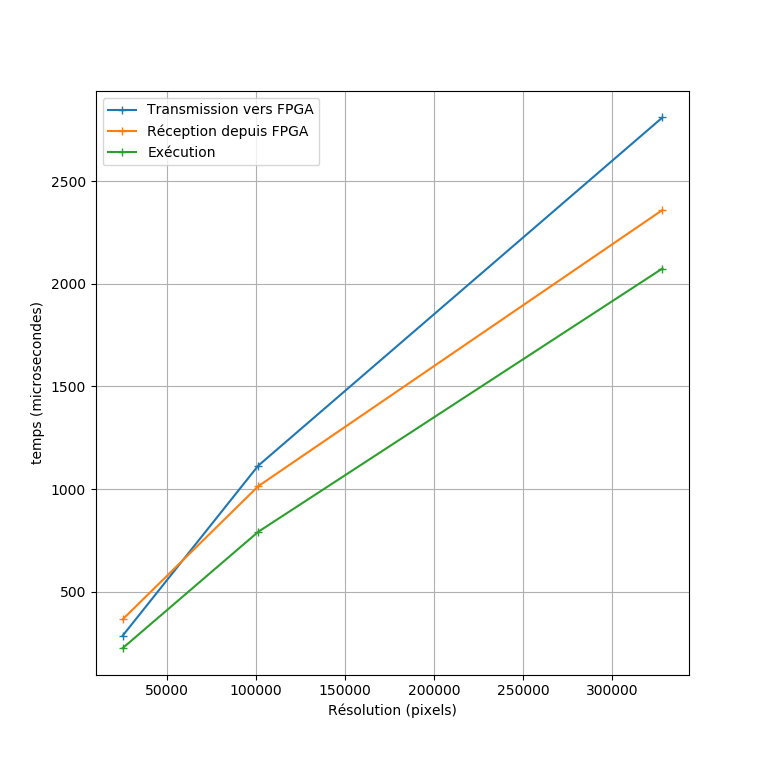 Transmission vers FPGA
Réception depuis FPGA
Exécution
2500
2000
1500
1000
500
temps (microsecondes)
50000 100000 150000 200000 250000 300000
Résolution (pixels)